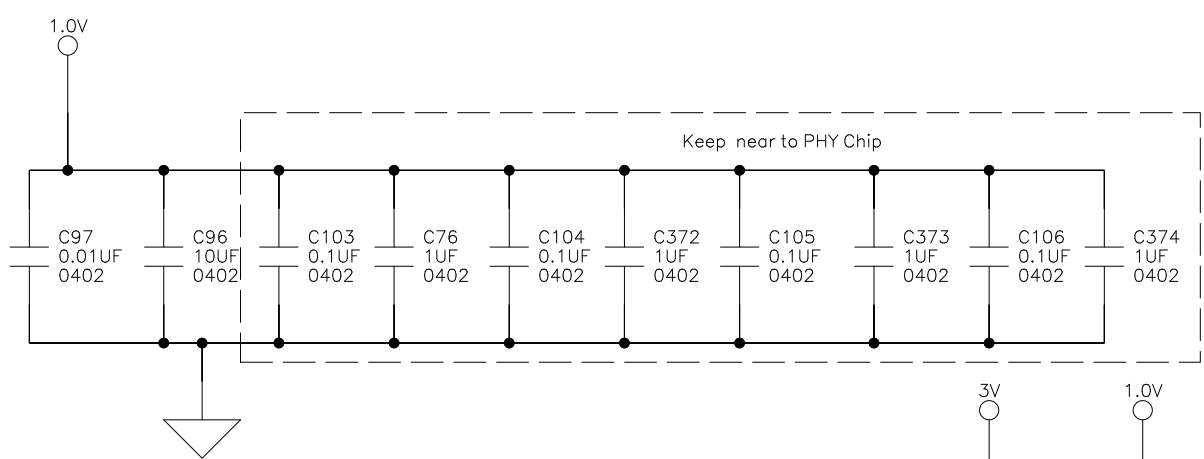 1.0V
Keep near to PHY Chip
C97
0.01UF
0402
C96
10UF
0402
C103
0.1UF
0402
C76
1UF
0402
C104
0.1UF
0402
C372
1UF
0402
C105
0.1UF
0402
C373
1UF
0402
C106
0.1UF
0402
C374
1UF
0402
3V
1.0V